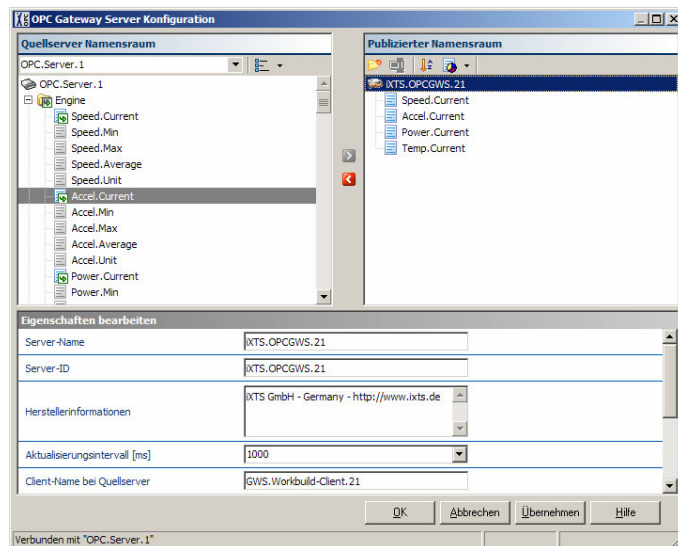 OPC Gateway Server Konfiguration
Quellserver Namensraum
OPC.Server.1
OPC.Server.1
Engine
Speed.Current
Speed.Min
Speed.Max
Speed.Average
Speed.Unit
Accel.Current
Accel.Min
Accel.Max
Accel.Average
Accel.Unit
Power.Current
Power.Min
Publizierter Namensraum
iXTS.OPCGWS.21
Speed.Current
Accel.Current
Power.Current
Temp.Current
Eigenschaften bearbeiten
Server-Name iXTS.OPCGWS.21
Server-ID iXTS.OPCGWS.21
Herstellerinformationen iXTS GmbH - Germany - http://www.ixts.de
Aktualisierungsintervall [ms] 1000
Client-Name bei Quellserver GWS.Workbuild-Client.21
OK Abbrechen Übernehmen Hilfe
Verbunden mit "OPC.Server.1"